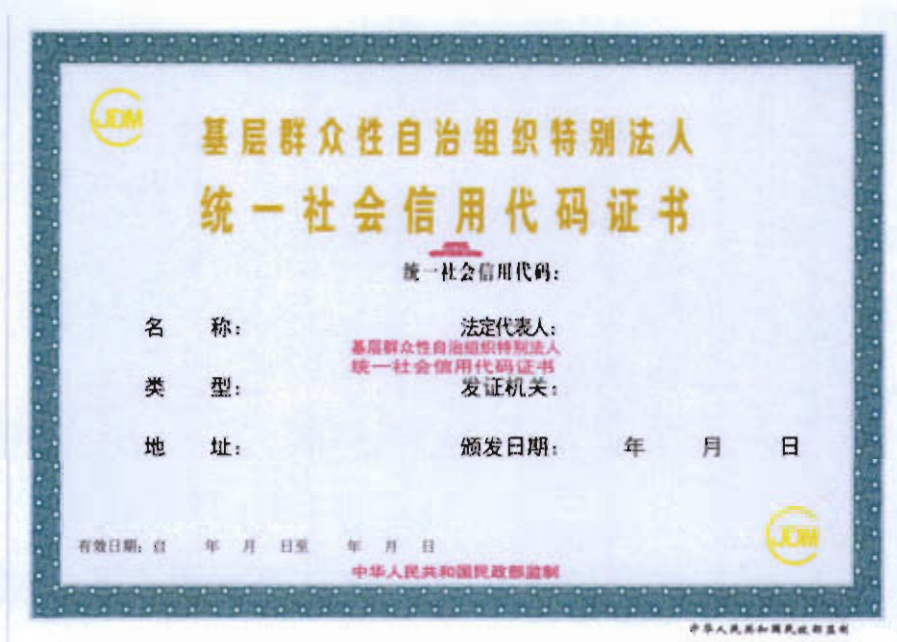 JDM
基层群众性自治组织特别法人
统一社会信用代码证书
统一社会信用代码：
名 称： 法定代表人：
基层群众性自治组织特别法人
统一社会信用代码证书
类 型： 发证机关：
地 址： 颁发日期： 年 月 日
JDM
有效日期：自 年 月 日至 年 月 日
中华人民共和国民政部监制
中华人民共和国民政部监制